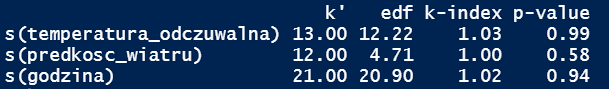 k' edf k-index p-value
s(temperatura_odczuwalna) 13.00 12.22 1.03 0.99
s(predkosc_wiatru) 12.00 4.71 1.00 0.58
s(godzina) 21.00 20.90 1.02 0.94